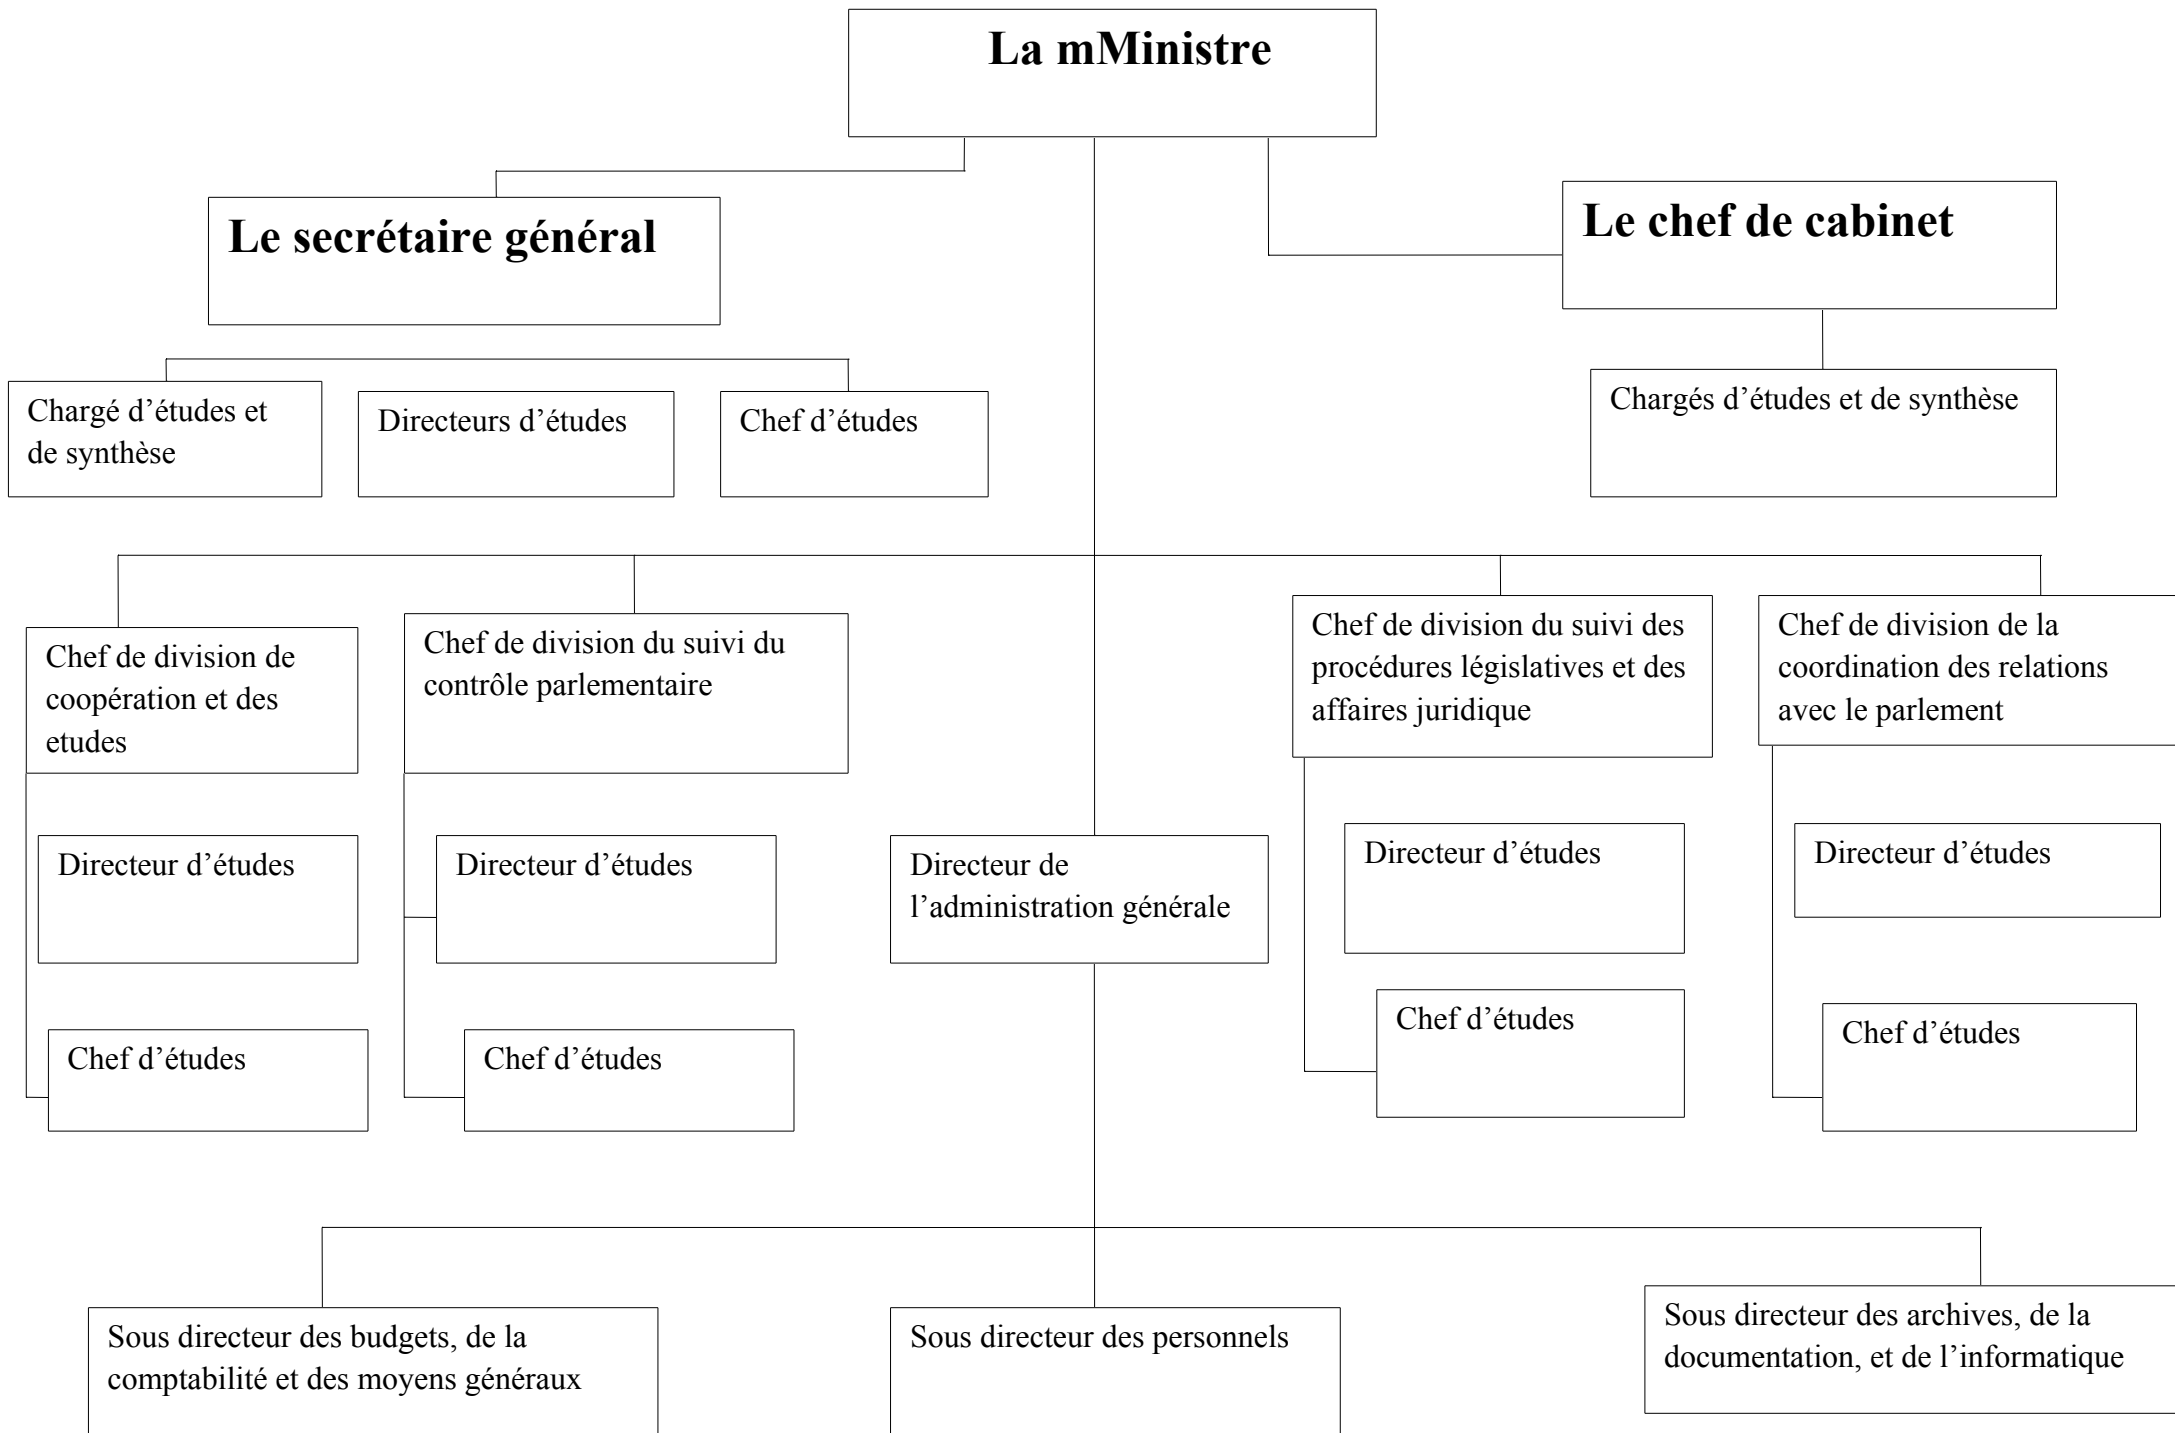 La mMinistre
Le secrétaire général
Le chef de cabinet
Chargé d’études et
de synthèse
Directeurs d’études
Chef d’études
Chargés d’études et de synthèse
Chef de division de
coopération et des
etudes
Chef de division du suivi du
contrôle parlementaire
Chef de division du suivi des
procédures législatives et des
affaires juridique
Chef de division de la
coordination des relations
avec le parlement
Directeur d’études
Directeur d’études
Directeur de
l’administration générale
Directeur d’études
Directeur d’études
Chef d’études
Chef d’études
Chef d’études
Chef d’études
Sous directeur des budgets, de la
comptabilité et des moyens généraux
Sous directeur des personnels
Sous directeur des archives, de la
documentation, et de l’informatique